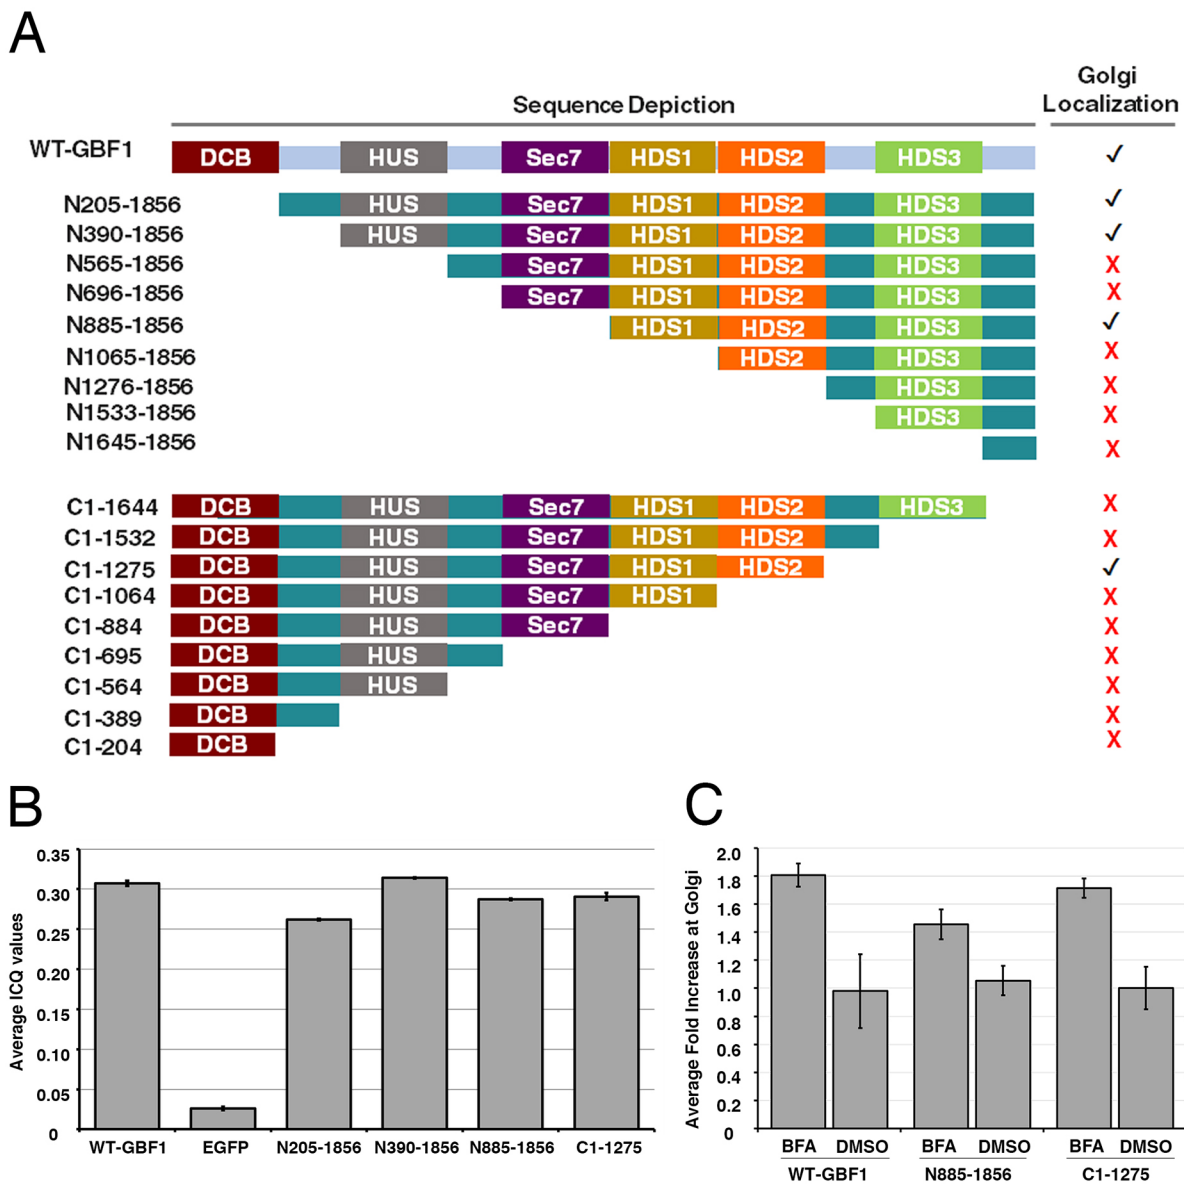 A
Sequence Depiction
Golgi
Localization
WT-GBF1 DCB HUS Sec7 HDS1 HDS2 HDS3 ✓
N205-1856 HUS Sec7 HDS1 HDS2 HDS3 ✓
N390-1856 HUS Sec7 HDS1 HDS2 HDS3 ✓
N565-1856 Sec7 HDS1 HDS2 HDS3 X
N696-1856 Sec7 HDS1 HDS2 HDS3 X
N885-1856 HDS1 HDS2 HDS3 ✓
N1065-1856 HDS2 HDS3 X
N1276-1856 HDS3 X
N1533-1856 HDS3 X
N1645-1856 X
C1-1644 DCB HUS Sec7 HDS1 HDS2 HDS3 X
C1-1532 DCB HUS Sec7 HDS1 HDS2 X
C1-1275 DCB HUS Sec7 HDS1 HDS2 ✓
C1-1064 DCB HUS Sec7 HDS1 X
C1-884 DCB HUS Sec7 X
C1-695 DCB HUS X
C1-564 DCB HUS X
C1-389 DCB X
C1-204 DCB X
B
Average ICQ values
0.35
0.30
0.25
0.20
0.15
0.10
0.05
0
WT-GBF1 EGFP N205-1856 N390-1856 N885-1856 C1-1275
C
Average Fold Increase at Golgi
2.0
1.8
1.6
1.4
1.2
1.0
0.8
0.6
0.4
0.2
0
BFA DMSO BFA DMSO BFA DMSO
WT-GBF1 N885-1856 C1-1275